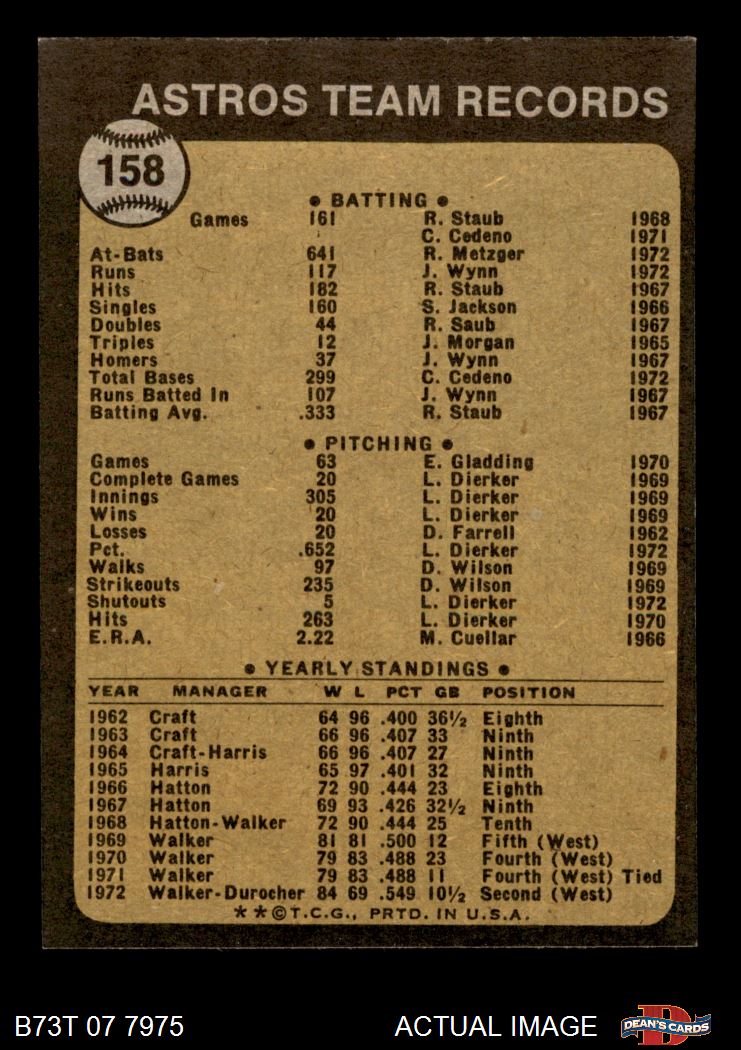 ASTROS TEAM RECORDS
158
• BATTING •
Games 161 R. Staub 1968
C. Cedeno 1971
At-Bats 641 R. Metzger 1972
Runs 117 J. Wynn 1972
Hits 182 R. Staub 1967
Singles 160 S. Jackson 1966
Doubles 44 R. Saub 1967
Triples 12 J. Morgan 1965
Homers 37 J. Wynn 1967
Total Bases 299 C. Cedeno 1972
Runs Batted In 107 J. Wynn 1967
Batting Avg. .333 R. Staub 1967
• PITCHING •
Games 63 E. Gladding 1970
Complete Games 20 L. Dierker 1969
Innings 305 L. Dierker 1969
Wins 20 L. Dierker 1969
Losses 20 D. Farrell 1962
Pct. .652 L. Dierker 1972
Walks 97 D. Wilson 1969
Strikeouts 235 D. Wilson 1969
Shutouts 5 L. Dierker 1972
Hits 263 L. Dierker 1970
E.R.A. 2.22 M. Cuellar 1966
• YEARLY STANDINGS •
YEAR MANAGER W L PCT GB POSITION
1962 Craft 64 96 .400 36½ Eighth
1963 Craft 66 96 .407 33 Ninth
1964 Craft-Harris 66 96 .407 27 Ninth
1965 Harris 65 97 .401 32 Ninth
1966 Hatton 72 90 .444 23 Eighth
1967 Hatton 69 93 .426 32½ Ninth
1968 Hatton-Walker 72 90 .444 25 Tenth
1969 Walker 81 81 .500 12 Fifth (West)
1970 Walker 79 83 .488 23 Fourth (West)
1971 Walker 79 83 .488 11 Fourth (West) Tied
1972 Walker-Durocher 84 69 .549 10½ Second (West)
**©T.C.G., PRTD. IN U.S.A.
B73T 07 7975 ACTUAL IMAGE D DEAN'S CARDS